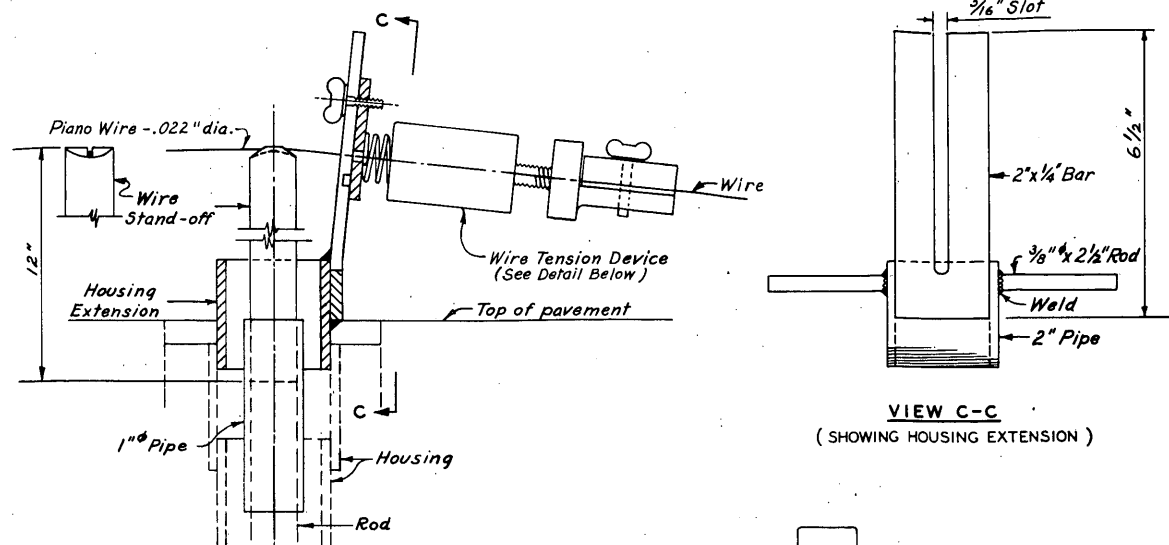 C
Piano Wire - .022" dia.
Wire
Stand-off
12"
Housing
Extension
1"ϕ Pipe
Wire
Wire Tension Device
(See Detail Below)
Top of pavement
C
Housing
Rod
3/16" Slot
6 1/2"
2" x 1/4" Bar
3/8"ϕ x 2 1/2" Rod
Weld
2" Pipe
VIEW C-C
( SHOWING HOUSING EXTENSION )